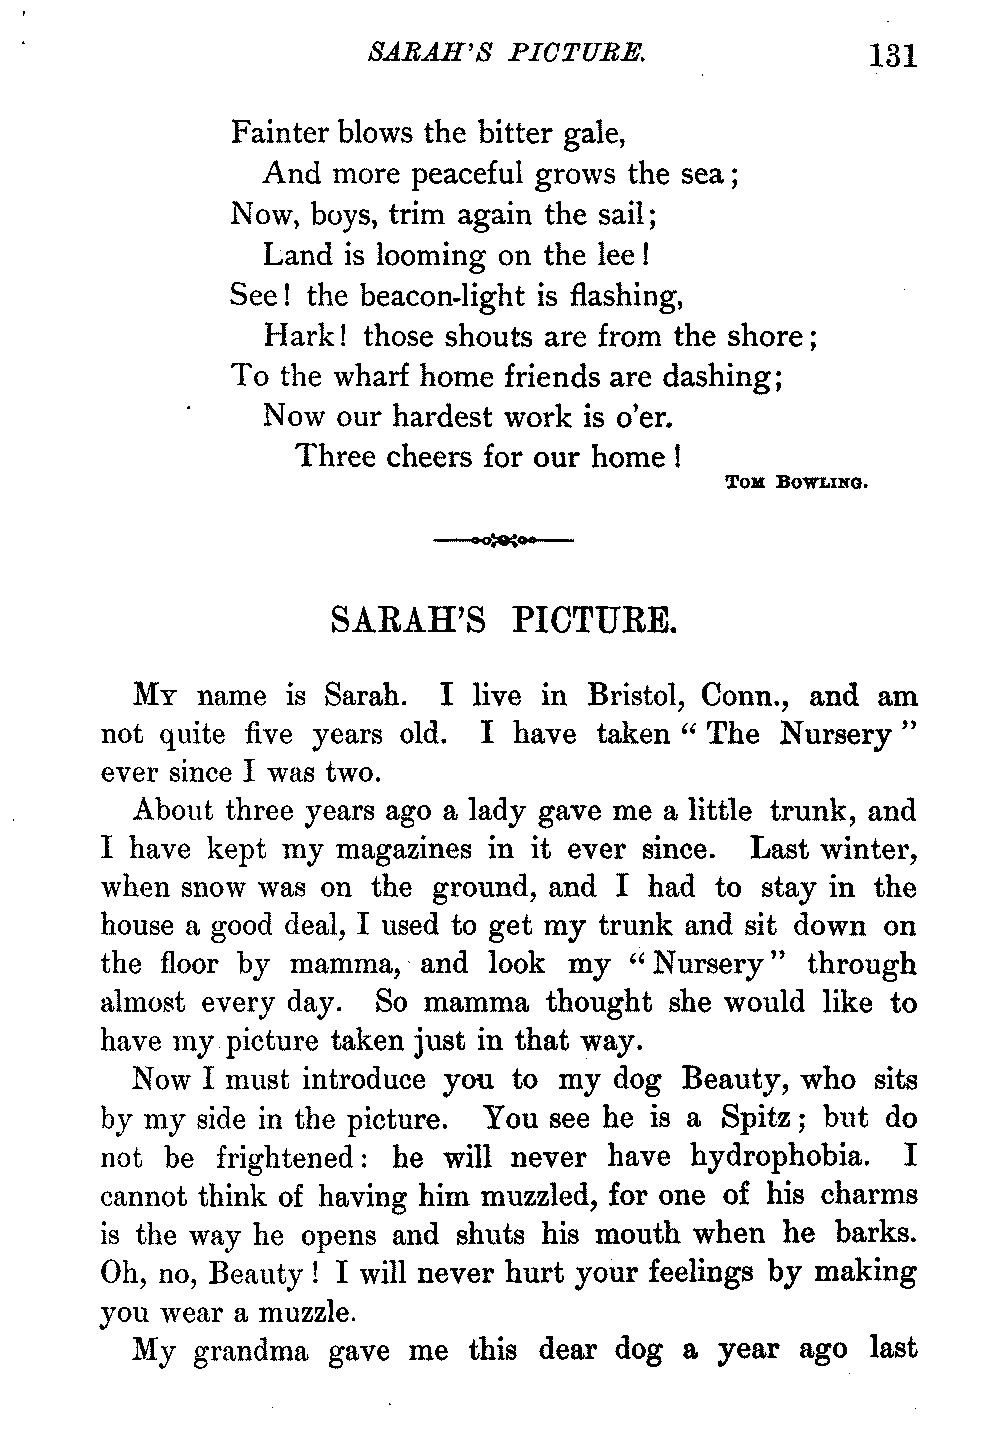 SARAH'S PICTURE. 131
Fainter blows the bitter gale,
And more peaceful grows the sea;
Now, boys, trim again the sail;
Land is looming on the lee!
See! the beacon-light is flashing,
Hark! those shouts are from the shore;
To the wharf home friends are dashing;
Now our hardest work is o'er.
Three cheers for our home!
TOM BOWLING.
SARAH'S PICTURE.
MY name is Sarah. I live in Bristol, Conn., and am
not quite five years old. I have taken "The Nursery"
ever since I was two.
About three years ago a lady gave me a little trunk, and
I have kept my magazines in it ever since. Last winter,
when snow was on the ground, and I had to stay in the
house a good deal, I used to get my trunk and sit down on
the floor by mamma, and look my "Nursery" through
almost every day. So mamma thought she would like to
have my picture taken just in that way.
Now I must introduce you to my dog Beauty, who sits
by my side in the picture. You see he is a Spitz; but do
not be frightened: he will never have hydrophobia. I
cannot think of having him muzzled, for one of his charms
is the way he opens and shuts his mouth when he barks.
Oh, no, Beauty! I will never hurt your feelings by making
you wear a muzzle.
My grandma gave me this dear dog a year ago last